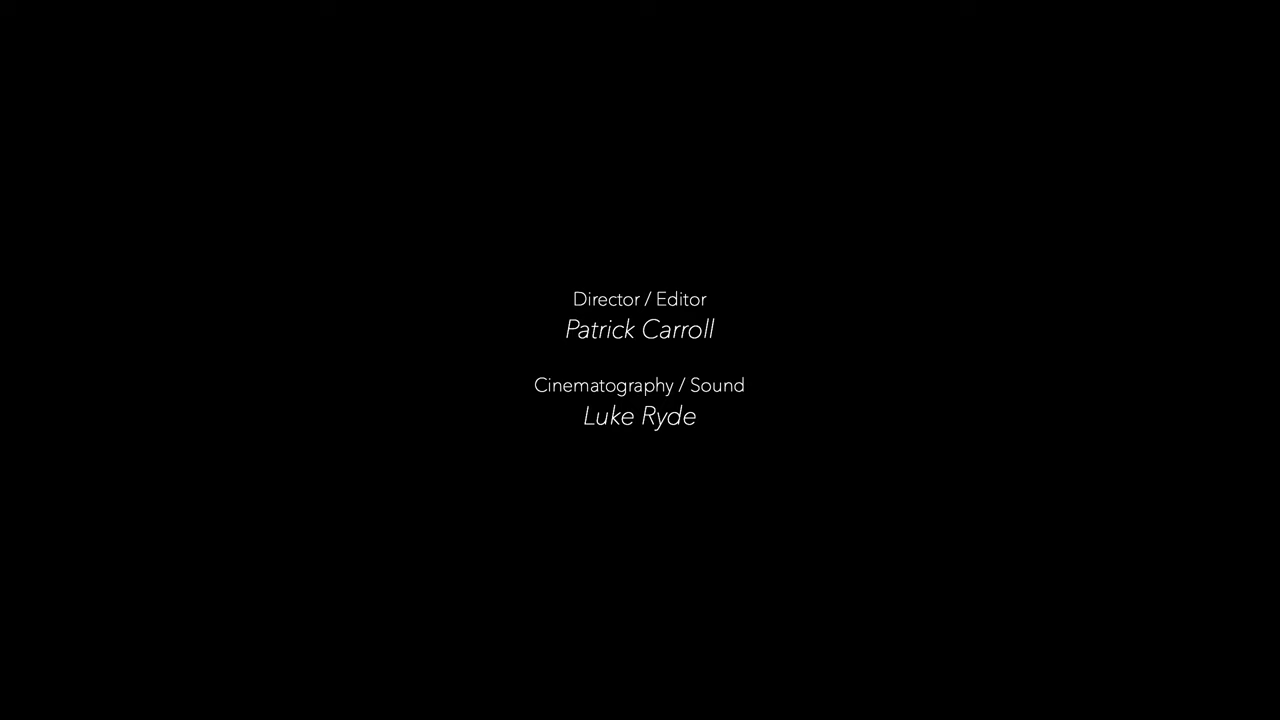 Director / Editor
Patrick Carroll
Cinematography / Sound
Luke Ryde